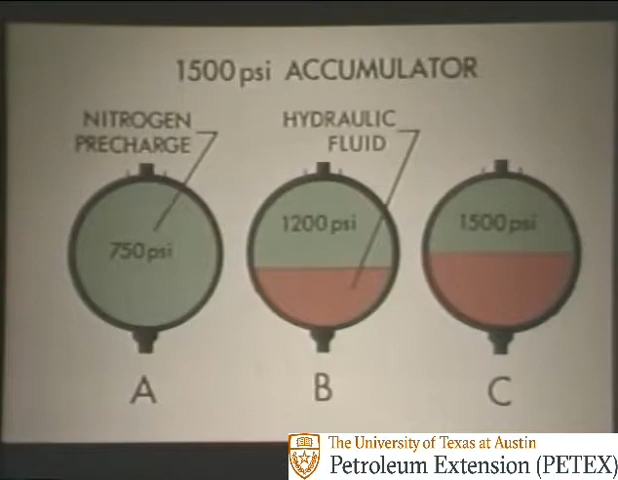 1500 psi ACCUMULATOR
NITROGEN
PRECHARGE
HYDRAULIC
FLUID
750 psi
1200 psi
1500 psi
A
B
C
The University of Texas at Austin
Petroleum Extension (PETEX)